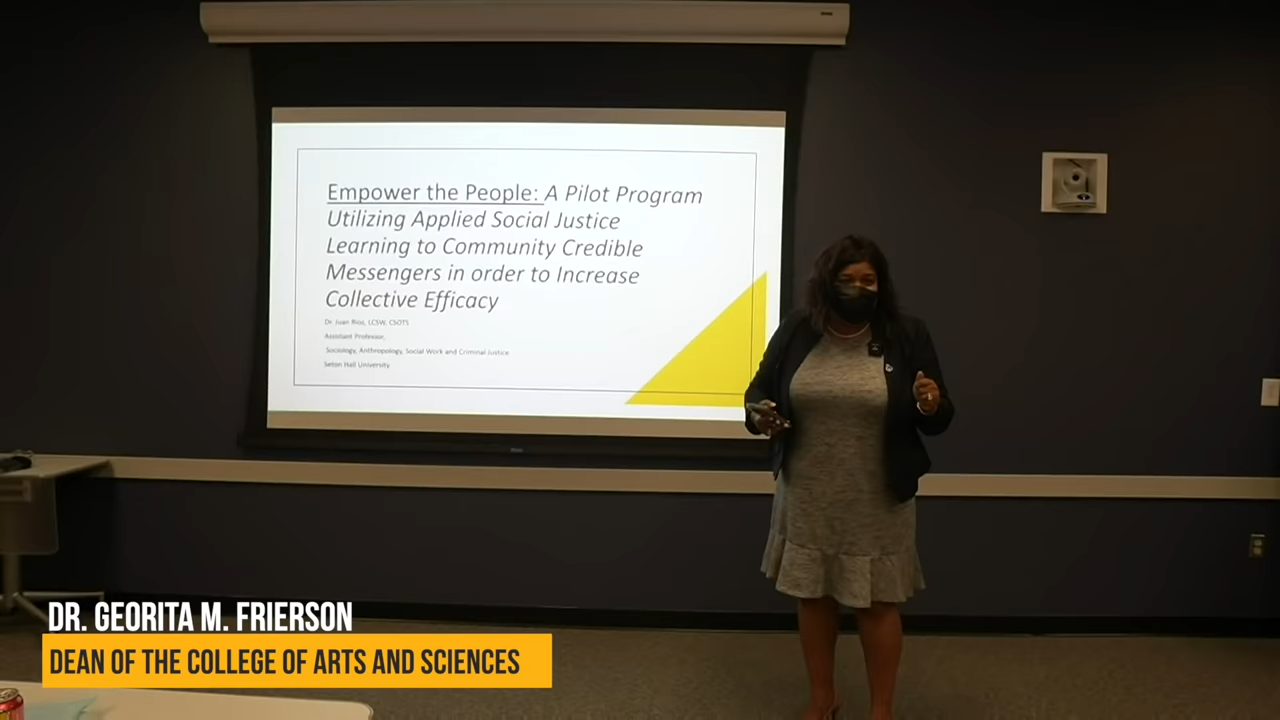 Empower the People: A Pilot Program
Utilizing Applied Social Justice
Learning to Community Credible
Messengers in order to Increase
Collective Efficacy
Dr. Juan Rios, LCSW, CSOTS
Assistant Professor,
Sociology, Anthropology, Social Work and Criminal Justice
Seton Hall University
DR. GEORITA M. FRIERSON
DEAN OF THE COLLEGE OF ARTS AND SCIENCES